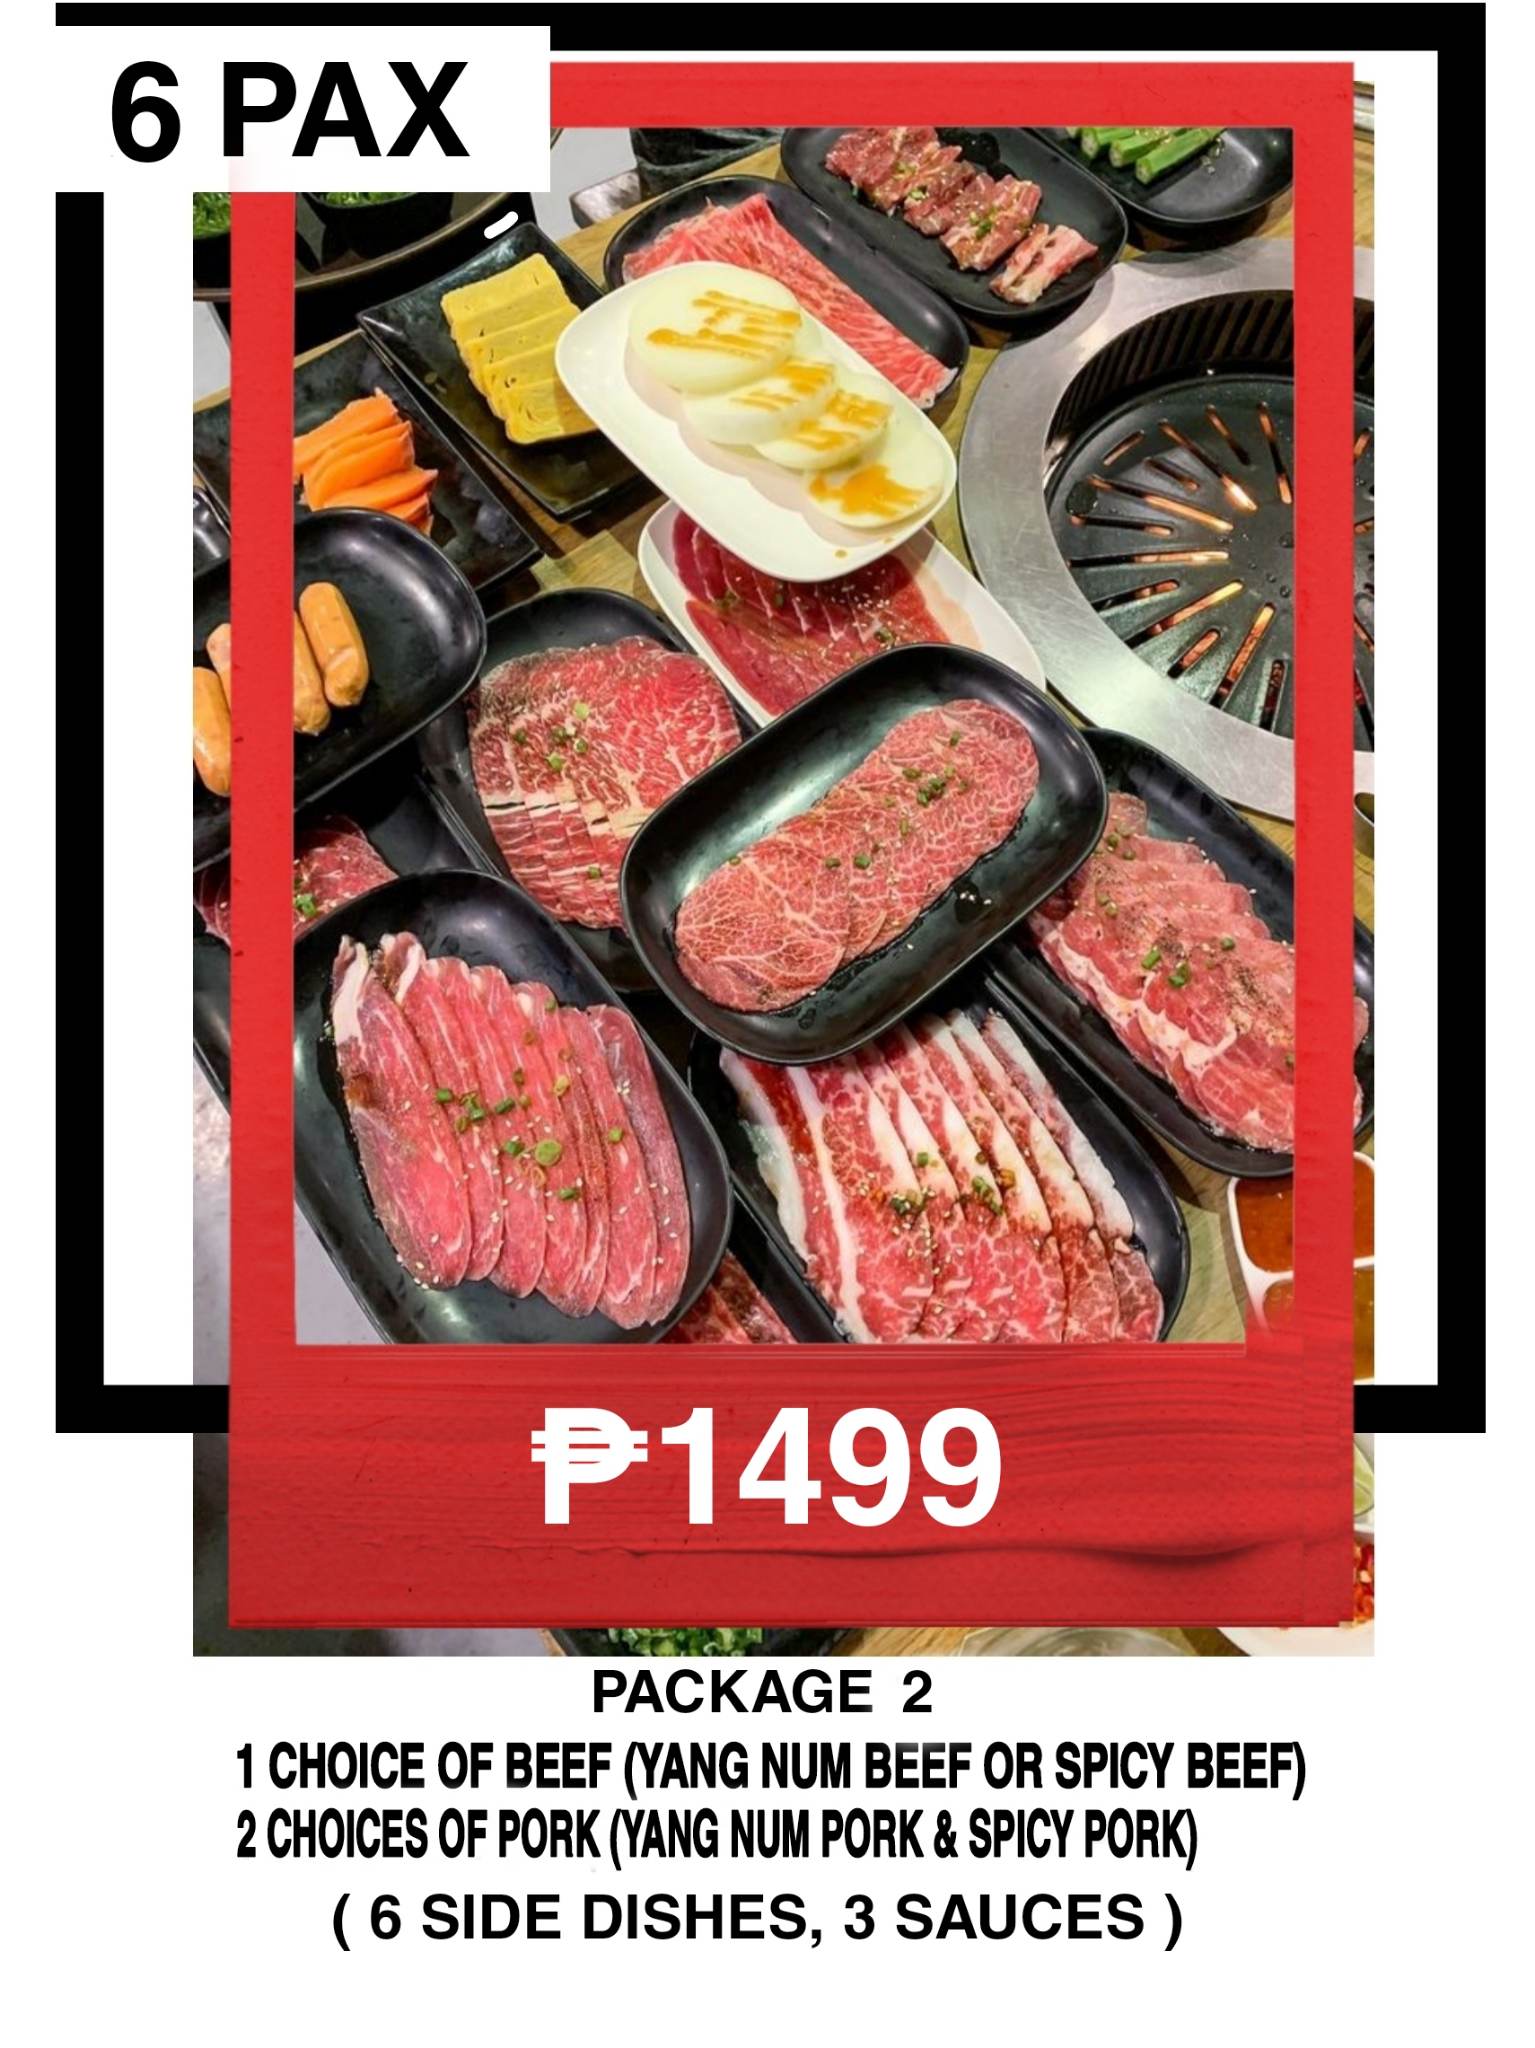 6 PAX
₱1499
PACKAGE 2
1 CHOICE OF BEEF (YANG NUM BEEF OR SPICY BEEF)
2 CHOICES OF PORK (YANG NUM PORK & SPICY PORK)
( 6 SIDE DISHES, 3 SAUCES )